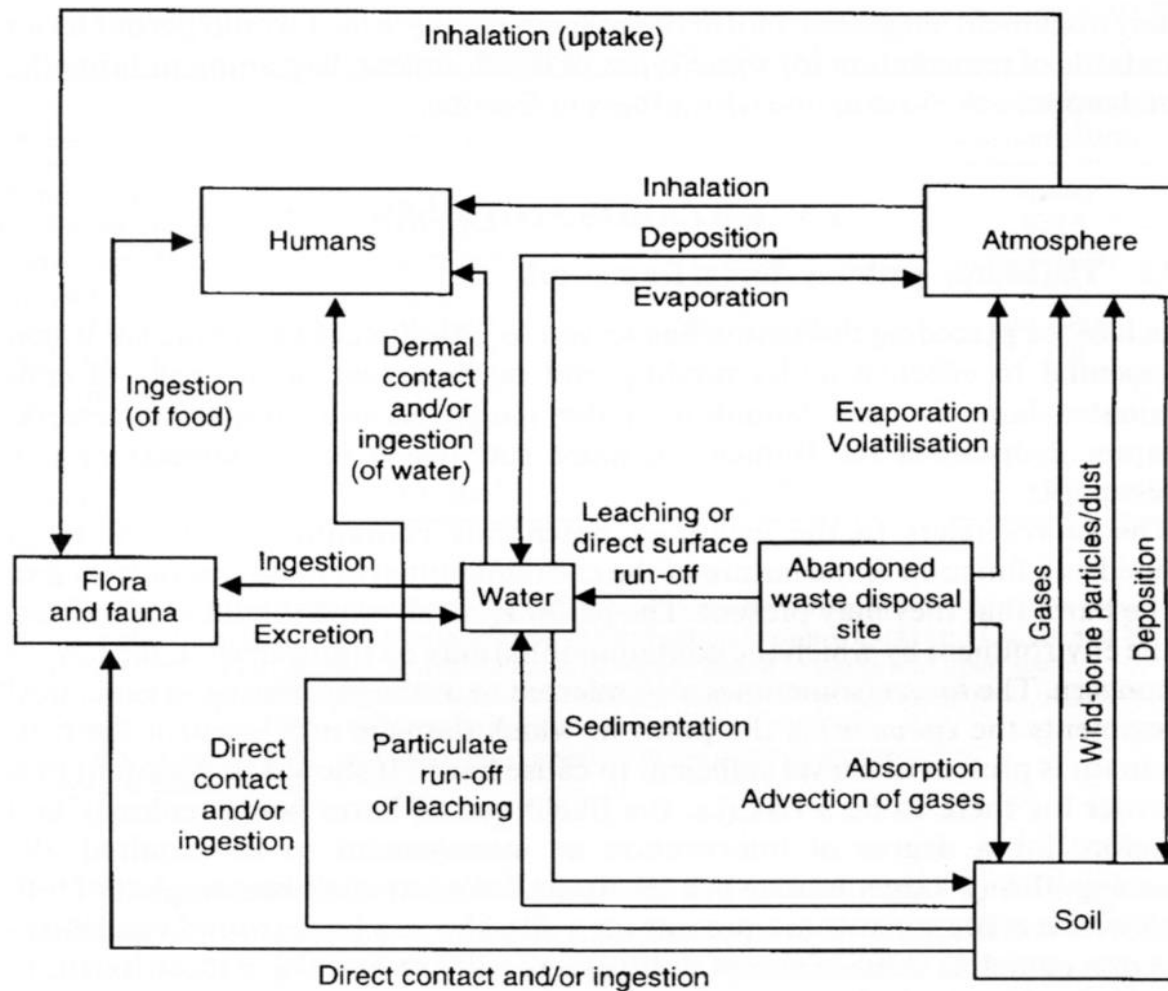 Inhalation (uptake)
Humans
Inhalation
Deposition
Evaporation
Atmosphere
Ingestion
(of food)
Dermal
contact
and/or
ingestion
(of water)
Evaporation
Volatilisation
Leaching or
direct surface
run-off
Flora
and fauna
Ingestion
Excretion
Water
Abandoned
waste disposal
site
Gases
Wind-borne particles/dust
Deposition
Direct
contact
and/or
ingestion
Particulate
run-off
or leaching
Sedimentation
Absorption
Advection of gases
Soil
Direct contact and/or ingestion